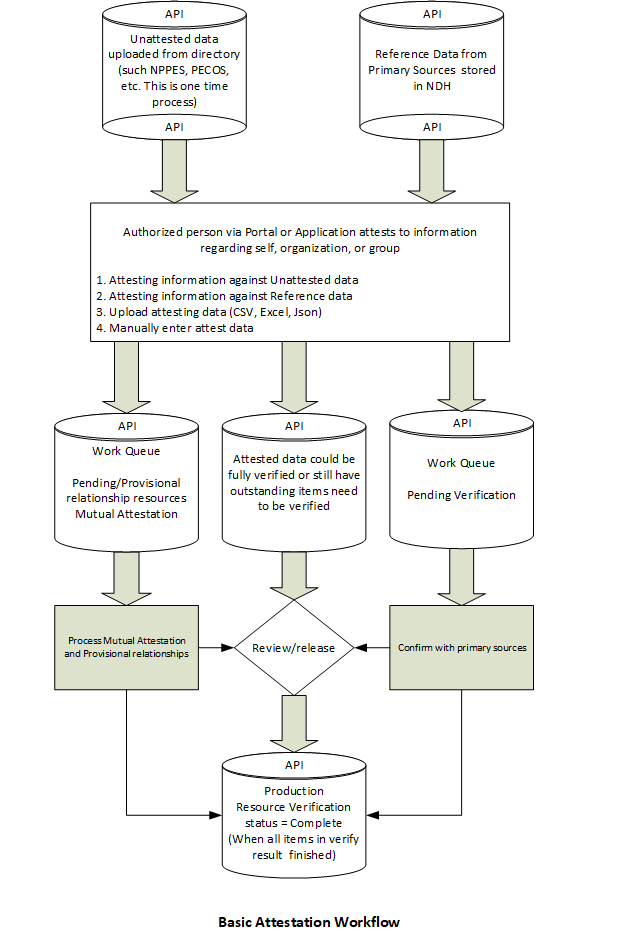 API
Unattested data
uploaded from directory
(such NPPES, PECOS,
etc. This is one time
process)
API
API
Reference Data from
Primary Sources stored
in NDH
API
Authorized person via Portal or Application attests to information
regarding self, organization, or group
1. Attesting information against Unattested data
2. Attesting information against Reference data
3. Upload attesting data (CSV, Excel, Json)
4. Manually enter attest data
API
Work Queue
Pending/Provisional
relationship resources
Mutual Attestation
API
Attested data could be
fully verified or still have
outstanding items need
to be verified
API
Work Queue
Pending Verification
Process Mutual Attestation
and Provisional relationships
Review/release
Confirm with primary sources
API
Production
Resource Verification
status = Complete
(When all items in verify
result finished)
Basic Attestation Workflow